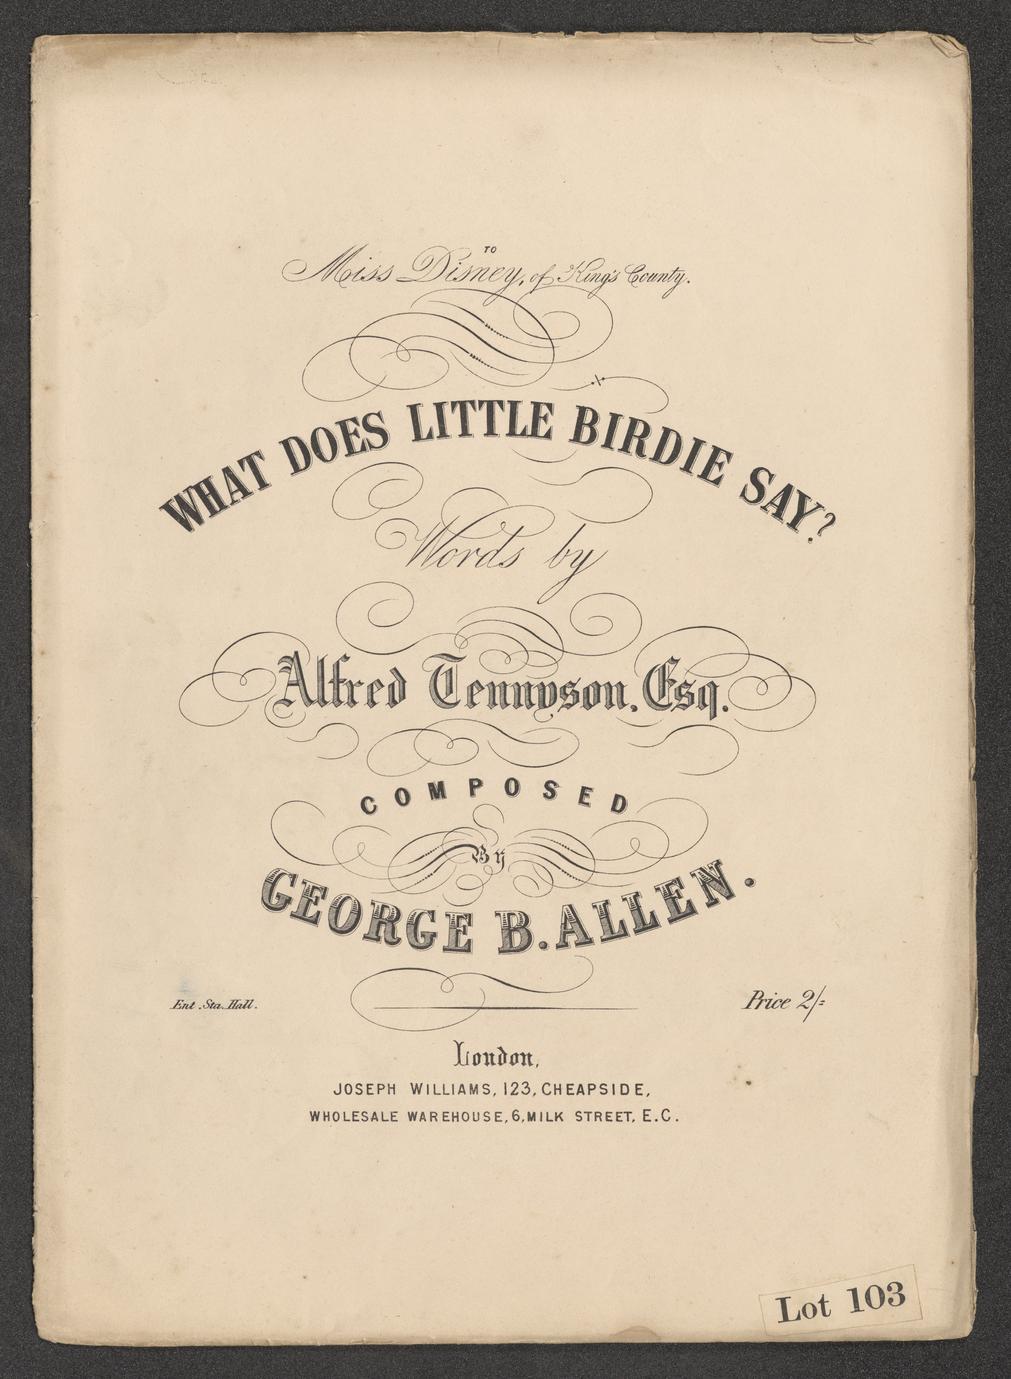 TO
Miss Disney, of King's County.
WHAT DOES LITTLE BIRDIE SAY?
Words by
Alfred Tennyson, Esq.
COMPOSED
By
GEORGE B. ALLEN.
Ent. Sta. Hall.
Price 2/=
London,
JOSEPH WILLIAMS, 123, CHEAPSIDE,
WHOLESALE WAREHOUSE, 6, MILK STREET, E.C.
Lot 103